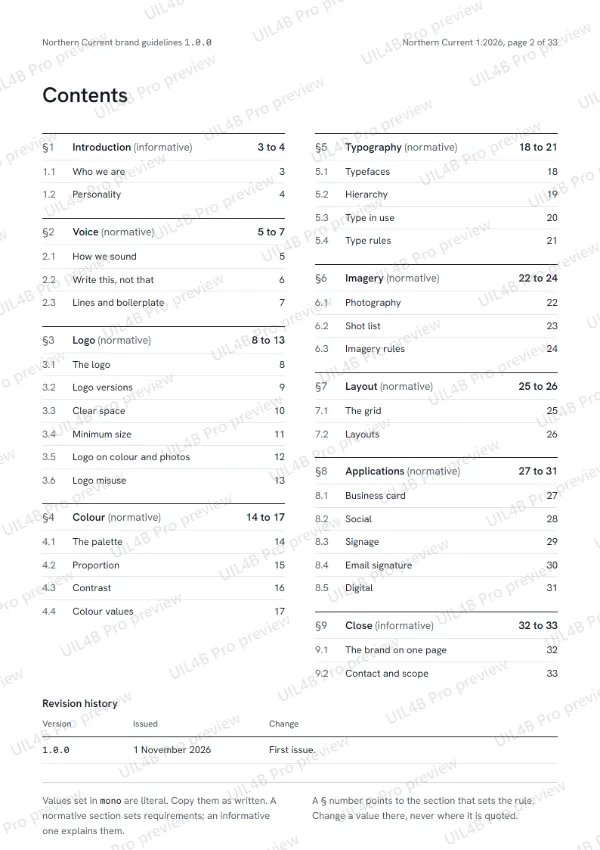 Northern Current brand guidelines 1.0.0
Northern Current 1:2026, page 2 of 33
Contents
§1 Introduction (informative) 3 to 4
1.1 Who we are 3
1.2 Personality 4
§2 Voice (normative) 5 to 7
2.1 How we sound 5
2.2 Write this, not that 6
2.3 Lines and boilerplate 7
§3 Logo (normative) 8 to 13
3.1 The logo 8
3.2 Logo versions 9
3.3 Clear space 10
3.4 Minimum size 11
3.5 Logo on colour and photos 12
3.6 Logo misuse 13
§4 Colour (normative) 14 to 17
4.1 The palette 14
4.2 Proportion 15
4.3 Contrast 16
4.4 Colour values 17
§5 Typography (normative) 18 to 21
5.1 Typefaces 18
5.2 Hierarchy 19
5.3 Type in use 20
5.4 Type rules 21
§6 Imagery (normative) 22 to 24
6.1 Photography 22
6.2 Shot list 23
6.3 Imagery rules 24
§7 Layout (normative) 25 to 26
7.1 The grid 25
7.2 Layouts 26
§8 Applications (normative) 27 to 31
8.1 Business card 27
8.2 Social 28
8.3 Signage 29
8.4 Email signature 30
8.5 Digital 31
§9 Close (informative) 32 to 33
9.1 The brand on one page 32
9.2 Contact and scope 33
Revision history
Version Issued Change
1.0.0 1 November 2026 First issue.
Values set in mono are literal. Copy them as written. A
normative section sets requirements; an informative
one explains them.
A § number points to the section that sets the rule.
Change a value there, never where it is quoted.
UIL4B Pro preview